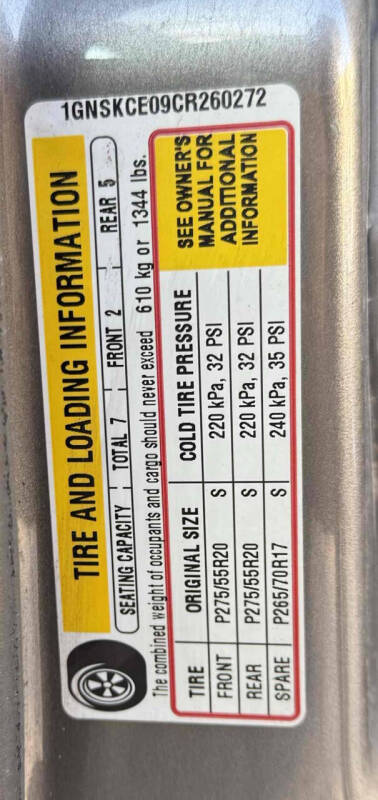 1GNSKCE09CR260272
TIRE AND LOADING INFORMATION
SEATING CAPACITY TOTAL 7 FRONT 2 REAR 5
The combined weight of occupants and cargo should never exceed 610 kg or 1344 lbs.
TIRE ORIGINAL SIZE COLD TIRE PRESSURE
FRONT P275/55R20 S 220 kPa, 32 PSI
REAR P275/55R20 S 220 kPa, 32 PSI
SPARE P265/70R17 S 240 kPa, 35 PSI
SEE OWNER'S
MANUAL FOR
ADDITIONAL
INFORMATION